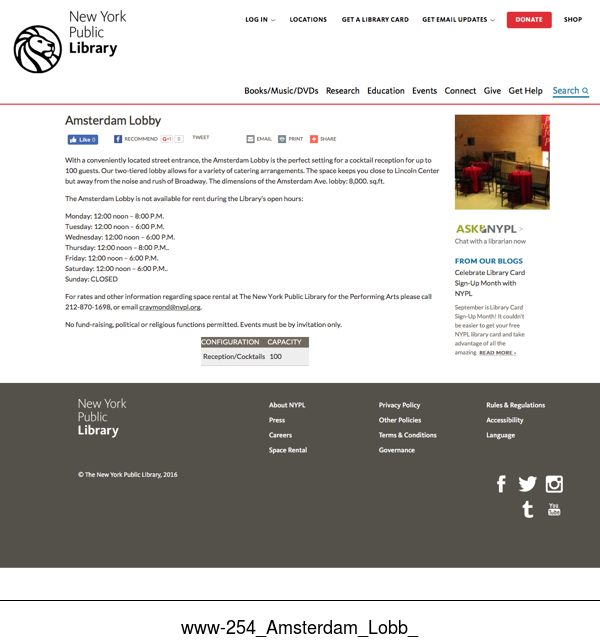 New York
Public
Library
LOG IN
LOCATIONS
GET A LIBRARY CARD
GET EMAIL UPDATES
DONATE
SHOP
Books/Music/DVDs Research Education Events Connect Give Get Help Search
Amsterdam Lobby
Like 0
RECOMMEND
G+1 0
TWEET
EMAIL
PRINT
SHARE
With a conveniently located street entrance, the Amsterdam Lobby is the perfect setting for a cocktail reception for up to
100 guests. Our two-tiered lobby allows for a variety of catering arrangements. The space keeps you close to Lincoln Center
but away from the noise and rush of Broadway. The dimensions of the Amsterdam Ave. lobby: 8,000. sq.ft.
The Amsterdam Lobby is not available for rent during the Library's open hours:
Monday: 12:00 noon – 8:00 P.M.
Tuesday: 12:00 noon – 6:00 P.M.
Wednesday: 12:00 noon – 6:00 P.M.
Thursday: 12:00 noon – 8:00 P.M..
Friday: 12:00 noon – 6:00 P.M.
Saturday: 12:00 noon – 6:00 P.M..
Sunday: CLOSED
For rates and other information regarding space rental at The New York Public Library for the Performing Arts please call
212-870-1698, or email craymond@nypl.org.
No fund-raising, political or religious functions permitted. Events must be by invitation only.
CONFIGURATION CAPACITY
Reception/Cocktails 100
ASK NYPL >
Chat with a librarian now
FROM OUR BLOGS
Celebrate Library Card
Sign-Up Month with
NYPL
September is Library Card
Sign-Up Month! It couldn't
be easier to get your free
NYPL library card and take
advantage of all the
amazing READ MORE ›
New York
Public
Library
© The New York Public Library, 2016
About NYPL
Press
Careers
Space Rental
Privacy Policy
Other Policies
Terms & Conditions
Governance
Rules & Regulations
Accessibility
Language
You
Tube
www-254_Amsterdam_Lobb_